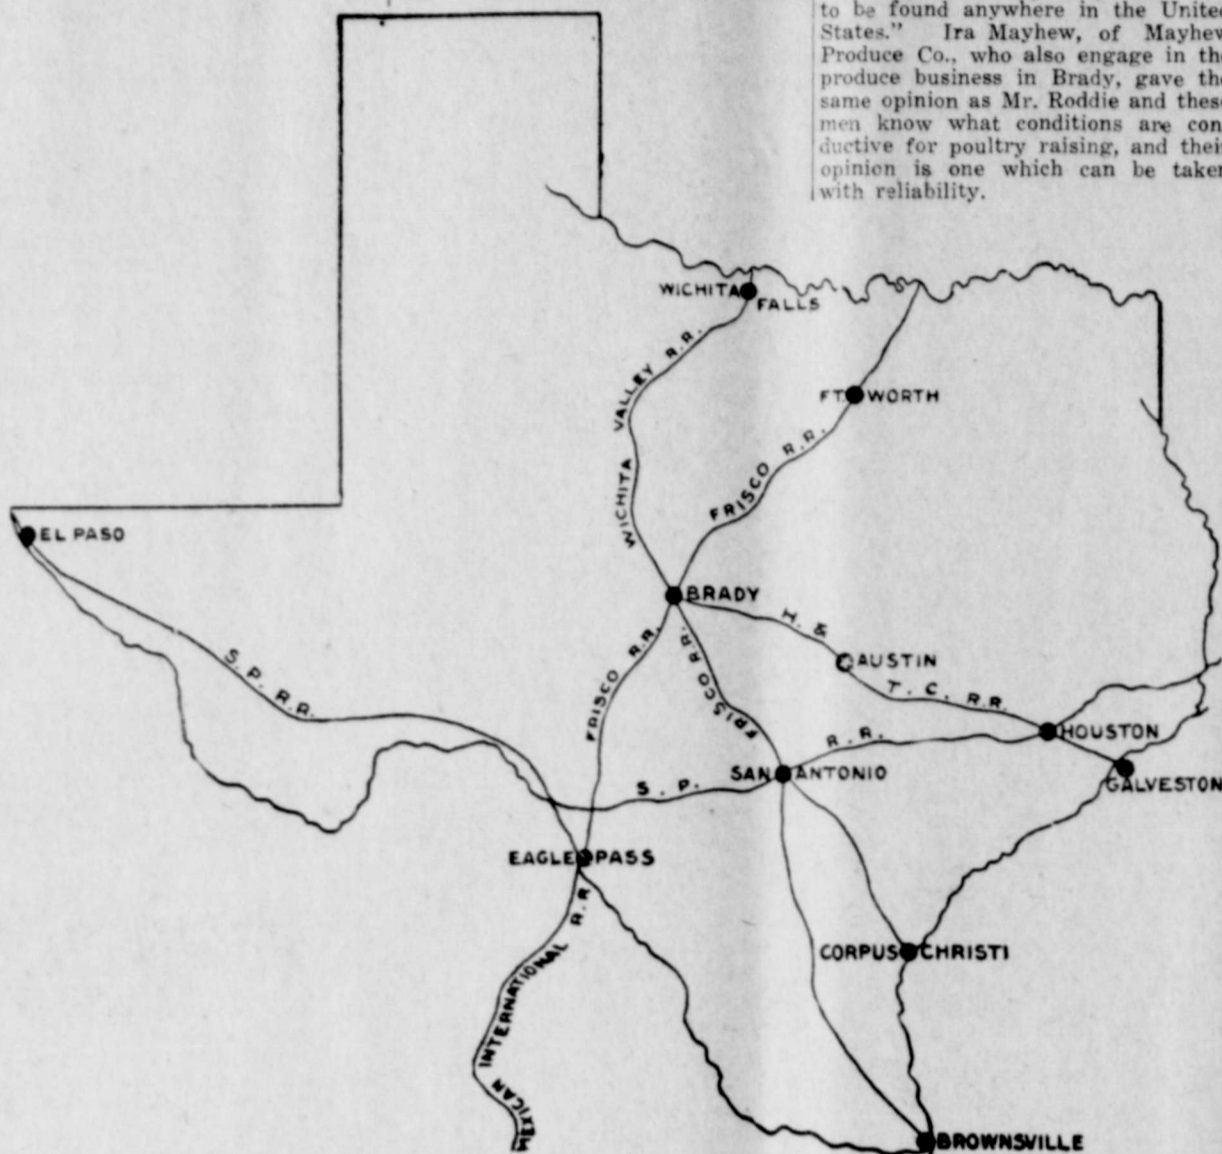 to be found anywhere in the United
States." Ira Mayhew, of Mayhew
Produce Co., who also engage in the
produce business in Brady, gave the
same opinion as Mr. Roddie and these
men know what conditions are con-
ductive for poultry raising, and their
opinion is one which can be taken
with reliability.
WICHITA FALLS
WICHITA VALLEY R.R.
FT. WORTH
FRISCO R.R.
EL PASO
BRADY
H. & T. C. R.R.
AUSTIN
S. P. R.R.
FRISCO R.R.
FRISCO R.R.
HOUSTON
SAN ANTONIO
S. P. R.R.
GALVESTON
EAGLE PASS
MEXICAN INTERNATIONAL R.R
CORPUS CHRISTI
BROWNSVILLE